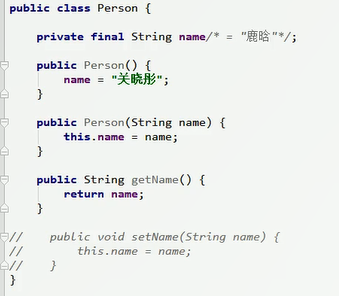 public class Person {
private final String name/* = "鹿晗"*/;
public Person() {
name = "关晓彤";
}
public Person(String name) {
this.name = name;
}
public String getName() {
return name;
}
//    public void setName(String name) {
//        this.name = name;
//    }
}